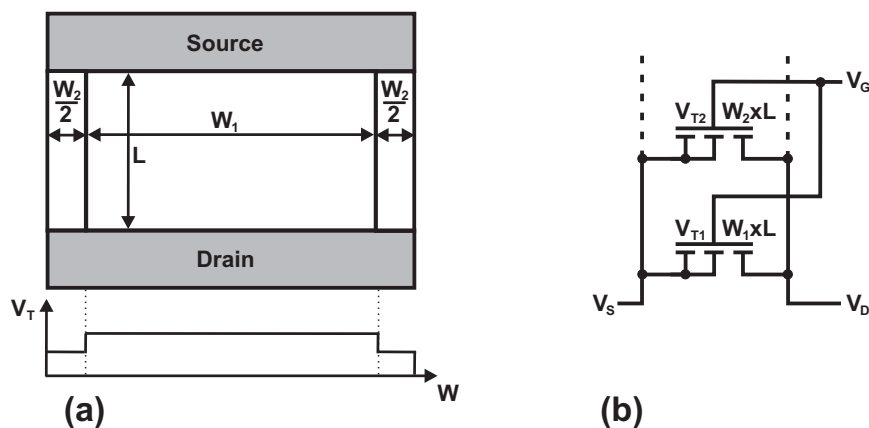 Source
W2
2
W1
W2
2
L
Drain
VT
W
(a)
VG
VT2 W2xL
VT1 W1xL
VS
VD
(b)